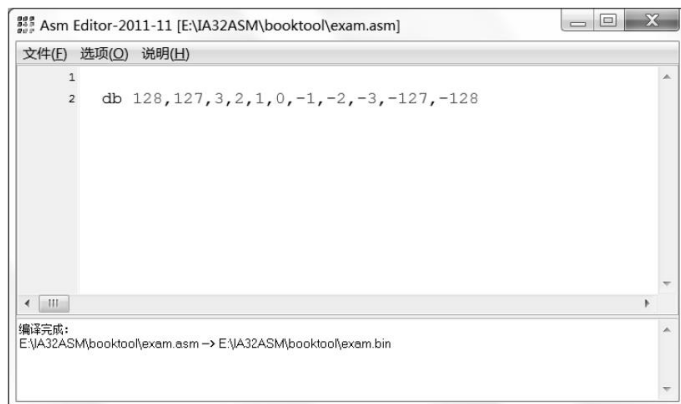 Asm Editor-2011-11 [E:\IA32ASM\booktool\exam.asm]
文件(F) 选项(O) 说明(H)
1
2 db 128,127,3,2,1,0,-1,-2,-3,-127,-128
编译完成:
E:\IA32ASM\booktool\exam.asm --> E:\IA32ASM\booktool\exam.bin